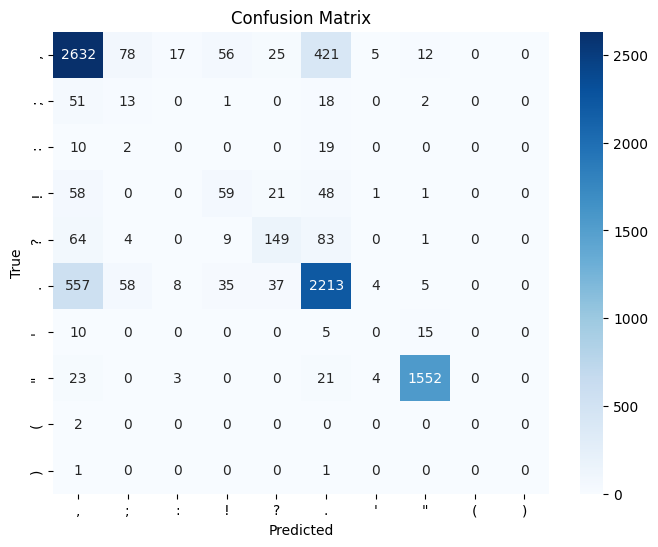 Confusion Matrix
, 2632 78 17 56 25 421 5 12 0 0
; 51 13 0 1 0 18 0 2 0 0
: 10 2 0 0 0 19 0 0 0 0
! 58 0 0 59 21 48 1 1 0 0
? 64 4 0 9 149 83 0 1 0 0
. 557 58 8 35 37 2213 4 5 0 0
' 10 0 0 0 0 5 0 15 0 0
" 23 0 3 0 0 21 4 1552 0 0
( 2 0 0 0 0 0 0 0 0 0
) 1 0 0 0 0 1 0 0 0 0
, ; : ! ? . ' " ( )
Predicted
True
2500
2000
1500
1000
500
0